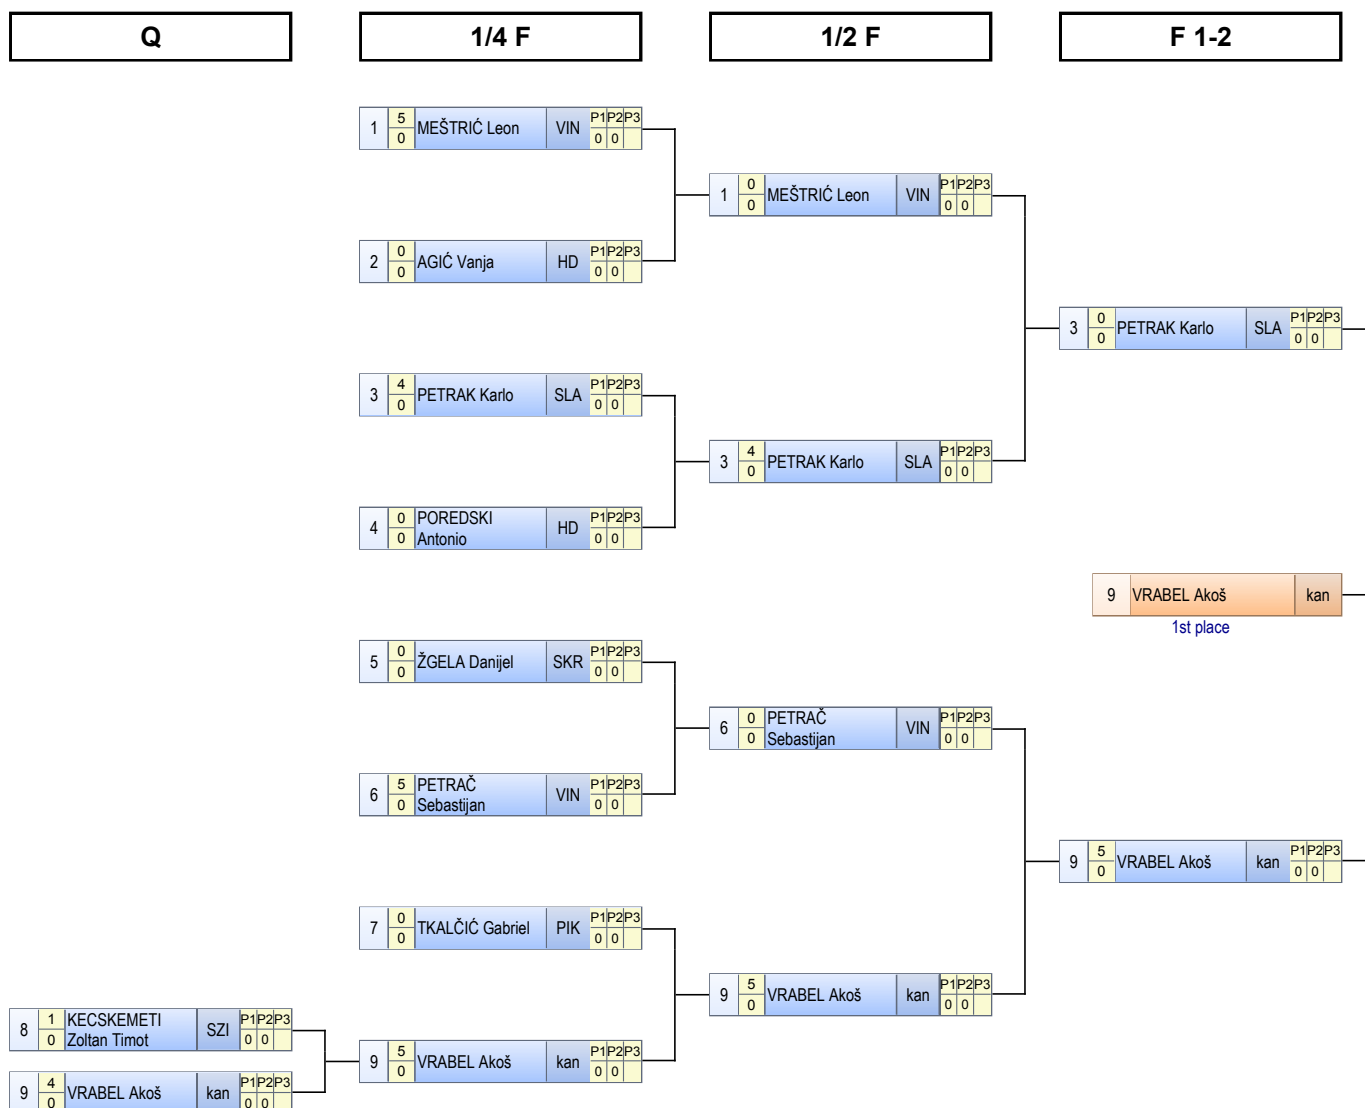 Q 1/4 F 1/2 F F 1-2
1 5 0 MEŠTRIĆ Leon VIN P1 P2 P3 0 0
1 0 0 MEŠTRIĆ Leon VIN P1 P2 P3 0 0
2 0 0 AGIĆ Vanja HD P1 P2 P3 0 0
3 0 0 PETRAK Karlo SLA P1 P2 P3 0 0
3 4 0 PETRAK Karlo SLA P1 P2 P3 0 0
3 4 0 PETRAK Karlo SLA P1 P2 P3 0 0
4 0 0 POREDSKI
Antonio HD P1 P2 P3 0 0
9 VRABEL Akoš kan
1st place
5 0 0 ŽGELA Danijel SKR P1 P2 P3 0 0
6 0 0 PETRAČ
Sebastijan VIN P1 P2 P3 0 0
6 5 0 PETRAČ
Sebastijan VIN P1 P2 P3 0 0
9 5 0 VRABEL Akoš kan P1 P2 P3 0 0
7 0 0 TKALČIĆ Gabriel PIK P1 P2 P3 0 0
9 5 0 VRABEL Akoš kan P1 P2 P3 0 0
8 1 0 KECSKEMETI
Zoltan Timot SZI P1 P2 P3 0 0
9 5 0 VRABEL Akoš kan P1 P2 P3 0 0
9 4 0 VRABEL Akoš kan P1 P2 P3 0 0